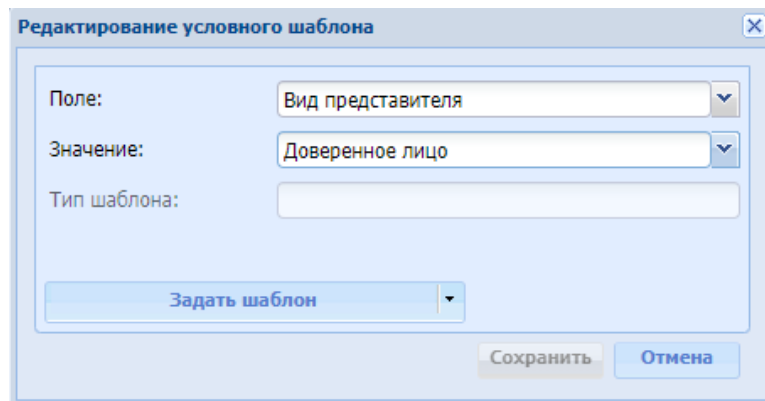 Редактирование условного шаблона
Поле: Вид представителя
Значение: Доверенное лицо
Тип шаблона:
Задать шаблон
Сохранить Отмена